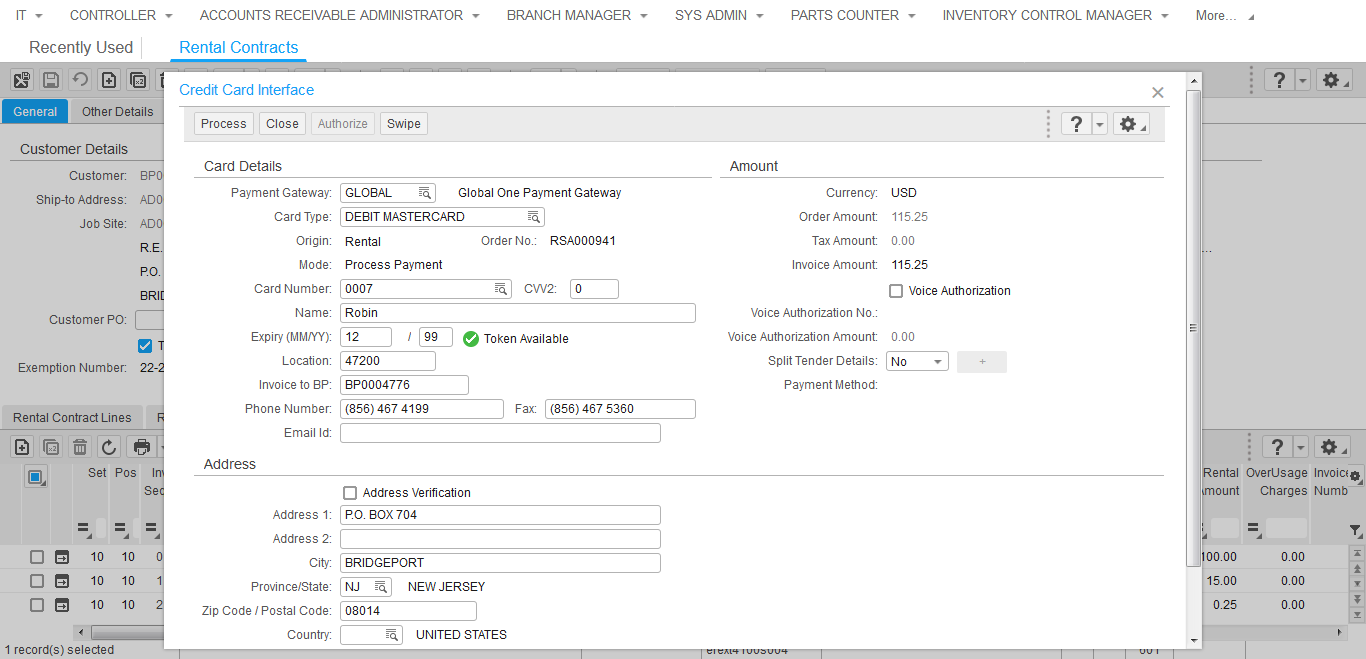 IT CONTROLLER ACCOUNTS RECEIVABLE ADMINISTRATOR BRANCH MANAGER SYS ADMIN PARTS COUNTER INVENTORY CONTROL MANAGER More...
Recently Used Rental Contracts
General Other Details
Customer Details
Customer: BP0
Ship-to Address: AD0
Job Site: AD0
R.E.
P.O.
BRID
Customer PO:
T
Exemption Number: 22-2
Rental Contract Lines R
Set Pos Inv
Sec
10 10 0
10 10 1
10 10 2
1 record(s) selected
Credit Card Interface
Process Close Authorize Swipe
?
Card Details
Payment Gateway: GLOBAL Global One Payment Gateway
Card Type: DEBIT MASTERCARD
Origin: Rental Order No.: RSA000941
Mode: Process Payment
Card Number: 0007 CVV2: 0
Name: Robin
Expiry (MM/YY): 12 / 99 Token Available
Location: 47200
Invoice to BP: BP0004776
Phone Number: (856) 467 4199 Fax: (856) 467 5360
Email Id:
Amount
Currency: USD
Order Amount: 115.25
Tax Amount: 0.00
Invoice Amount: 115.25
Voice Authorization
Voice Authorization No.:
Voice Authorization Amount: 0.00
Split Tender Details: No +
Payment Method:
Address
Address Verification
Address 1: P.O. BOX 704
Address 2:
City: BRIDGEPORT
Province/State: NJ NEW JERSEY
Zip Code / Postal Code: 08014
Country: UNITED STATES
?
...
?
Rental OverUsage Invoice
Amount Charges Numb
100.00 0.00
15.00 0.00
0.25 0.00